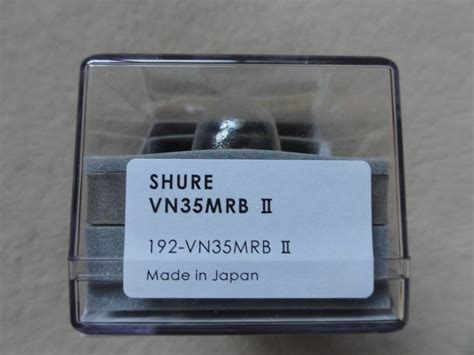 SHURE
VN35MRB Ⅱ
192-VN35MRB Ⅱ
Made in Japan